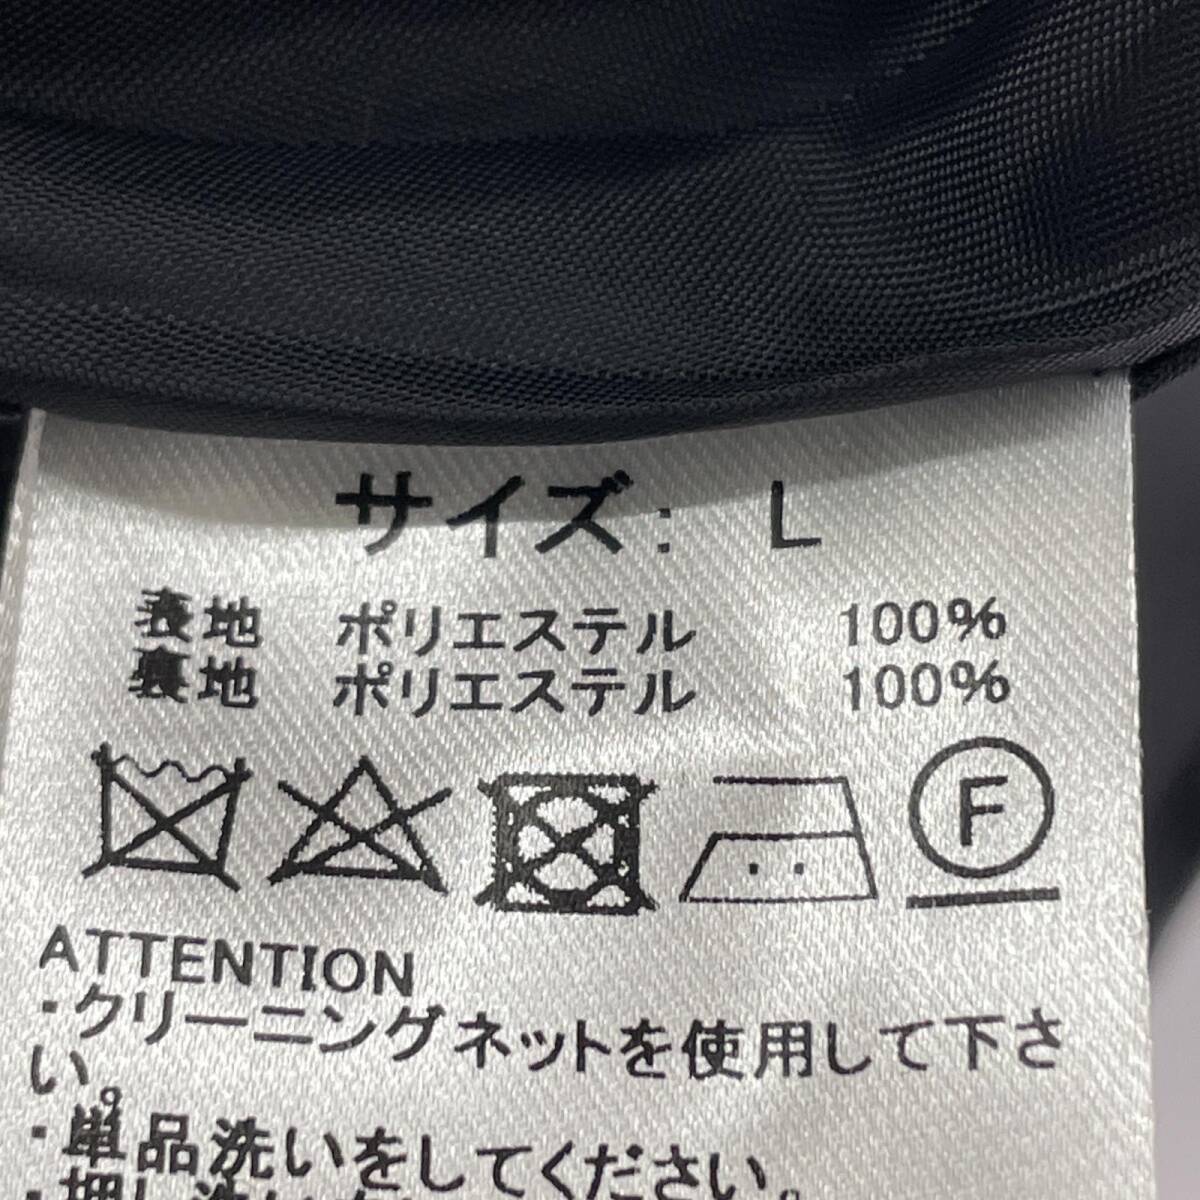 サイズ: L
表地 ポリエステル 100%
裏地 ポリエステル 100%
F
ATTENTION
・クリーニングネットを使用して下さ
い。
・単品洗いをしてください。